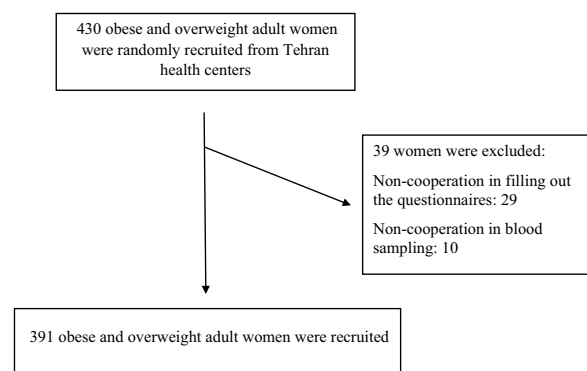 430 obese and overweight adult women
were randomly recruited from Tehran
health centers
39 women were excluded:
Non-cooperation in filling out
the questionnaires: 29
Non-cooperation in blood
sampling: 10
391 obese and overweight adult women were recruited